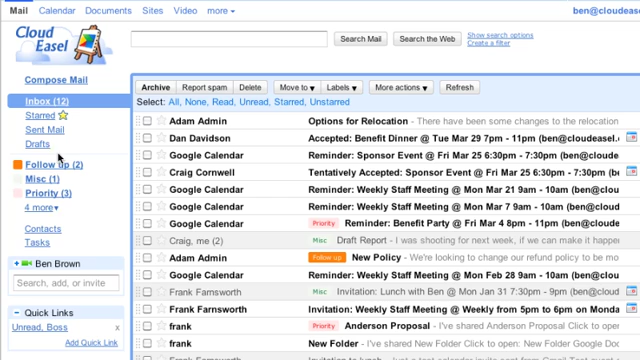 Mail Calendar Documents Sites Video more ben@cloudeas
Cloud Easel
Search Mail Search the Web Show search options
Create a filter
Compose Mail
Inbox (12)
Starred
Sent Mail
Drafts
Follow up (2)
Misc (1)
Priority (3)
4 more
Contacts
Tasks
Ben Brown
Search, add, or invite
Quick Links
Unread, Boss x
Add Quick Link
Archive Report spam Delete Move to Labels More actions Refresh
Select: All, None, Read, Unread, Starred, Unstarred
Adam Admin Options for Relocation - There have been some changes to the relocation
Dan Davidson Accepted: Benefit Dinner @ Tue Mar 29 7pm - 11pm (ben@cloudeasel.
Google Calendar Reminder: Sponsor Event @ Fri Mar 25 6:30pm - 7:30pm (ben@cloude
Craig Cornwell Tentatively Accepted: Sponsor Event @ Fri Mar 25 6:30pm - 7:30pm (be
Google Calendar Reminder: Weekly Staff Meeting @ Mon Mar 21 9am - 10am (ben@cloud
Google Calendar Reminder: Weekly Staff Meeting @ Mon Mar 7 9am - 10am (ben@cloude
Google Calendar Priority Reminder: Benefit Party @ Fri Mar 4 8pm - 11pm (ben@cloude
Craig, me (2) Misc Draft Report - I was shooting for next week, if we can make it happe
Adam Admin Follow up New Policy - We're looking to change our refund policy to be mo
Google Calendar Reminder: Weekly Staff Meeting @ Mon Feb 28 9am - 10am (ben@cloud
Frank Farnsworth Misc Invitation: Lunch with Ben @ Mon Jan 31 7:30pm - 9pm (ben@cloud
Frank Farnsworth Invitation: Weekly Staff Meeting @ Weekly from 5pm to 6pm on Monda
frank Priority Anderson Proposal - I've shared Anderson Proposal Click to open
frank New Folder - I've shared New Folder Click to open: New Folder Google Doc